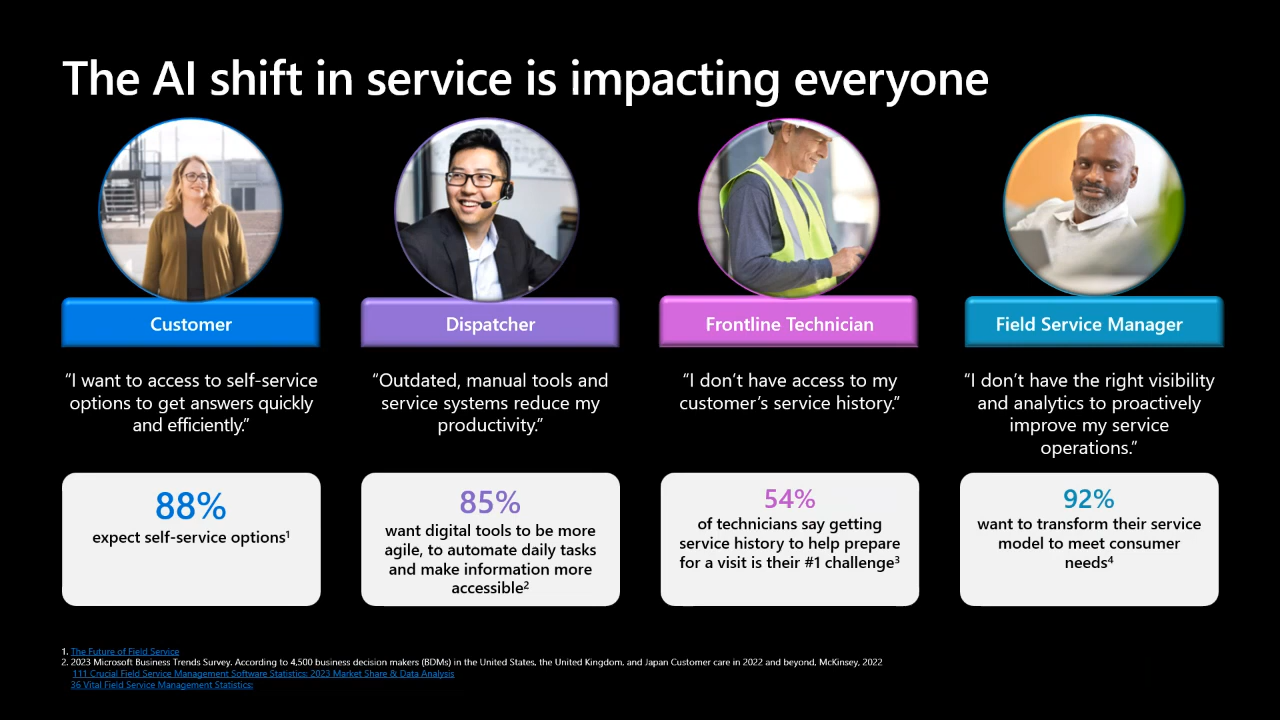 The AI shift in service is impacting everyone
Customer
Dispatcher
Frontline Technician
Field Service Manager
“I want to access to self-service
options to get answers quickly
and efficiently.”
“Outdated, manual tools and
service systems reduce my
productivity.”
“I don’t have access to my
customer’s service history.”
“I don’t have the right visibility
and analytics to proactively
improve my service
operations.”
88%
expect self-service options¹
85%
want digital tools to be more
agile, to automate daily tasks
and make information more
accessible²
54%
of technicians say getting
service history to help prepare
for a visit is their #1 challenge³
92%
want to transform their service
model to meet consumer
needs⁴
1. The Future of Field Service
2. 2023 Microsoft Business Trends Survey. According to 4,500 business decision makers (BDMs) in the United States, the United Kingdom, and Japan Customer care in 2022 and beyond, McKinsey, 2022
111 Crucial Field Service Management Software Statistics: 2023 Market Share & Data Analysis
36 Vital Field Service Management Statistics: